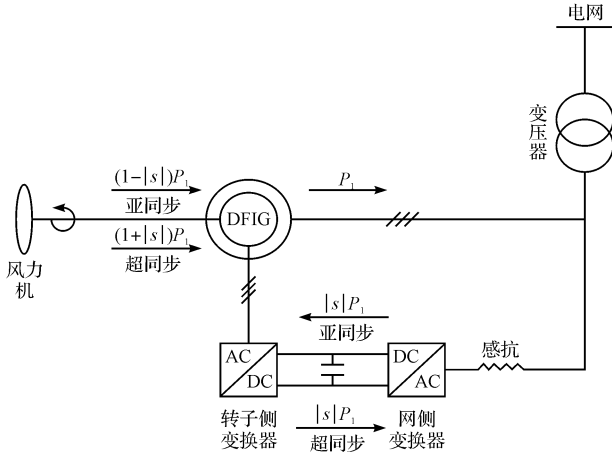 电网
变压器
(1-|s|)P₁
亚同步
P₁
DFIG
(1+|s|)P₁
超同步
风力
机
|s|P₁
亚同步
AC
DC
DC
AC
感抗
转子侧
变换器
|s|P₁
超同步
网侧
变换器